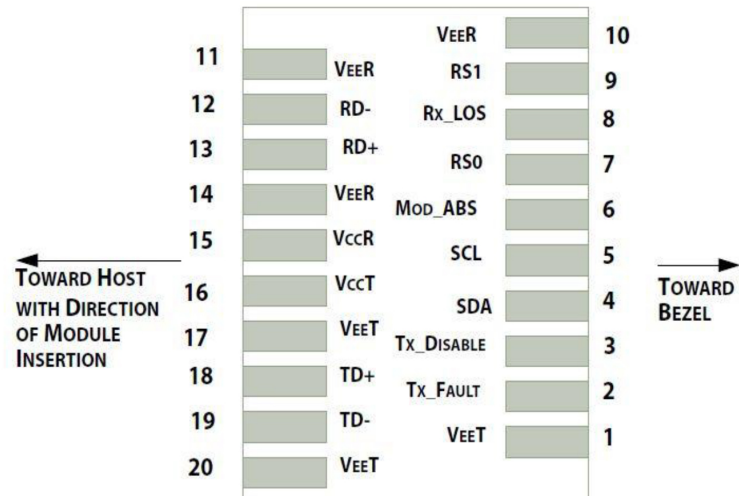 VEER 10
11 VEER
RS1 9
12 RD-
RX_LOS 8
13 RD+
RS0 7
14 VEER
MOD_ABS 6
15 VCCR
SCL 5
16 VCCT
SDA 4
17 VEET
TX_DISABLE 3
18 TD+
TX_FAULT 2
19 TD-
VEET 1
20 VEET
TOWARD HOST
WITH DIRECTION
OF MODULE
INSERTION
TOWARD
BEZEL